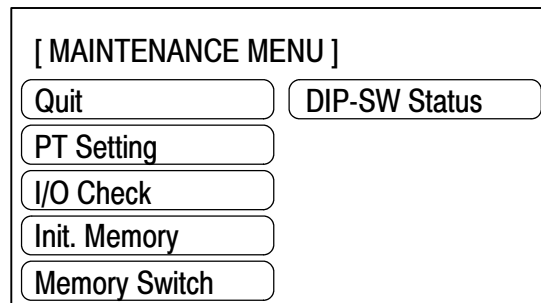 [ MAINTENANCE MENU ]
Quit
DIP-SW Status
PT Setting
I/O Check
Init. Memory
Memory Switch